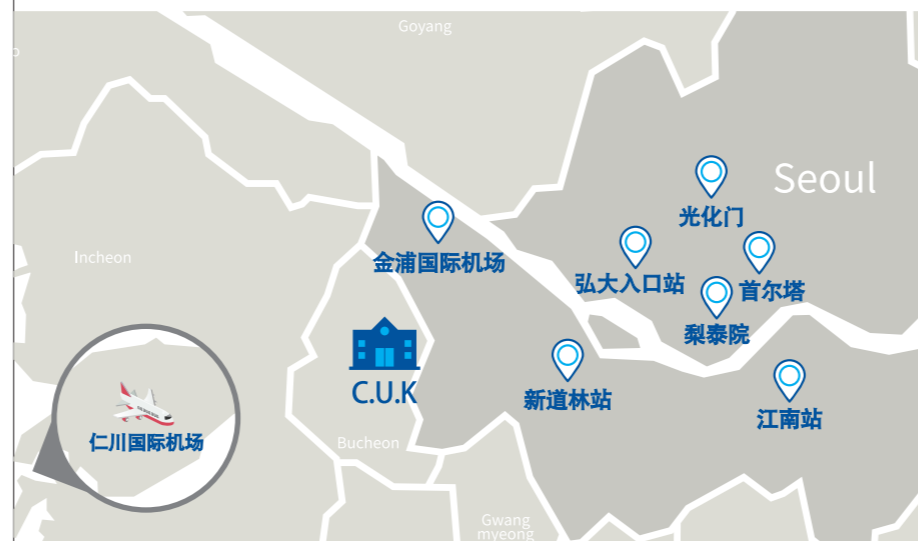 Goyang
Seoul
光化门
金浦国际机场
弘大入口站
首尔塔
梨泰院
Incheon
C.U.K
新道林站
江南站
仁川国际机场
Bucheon
Gwang
myeong